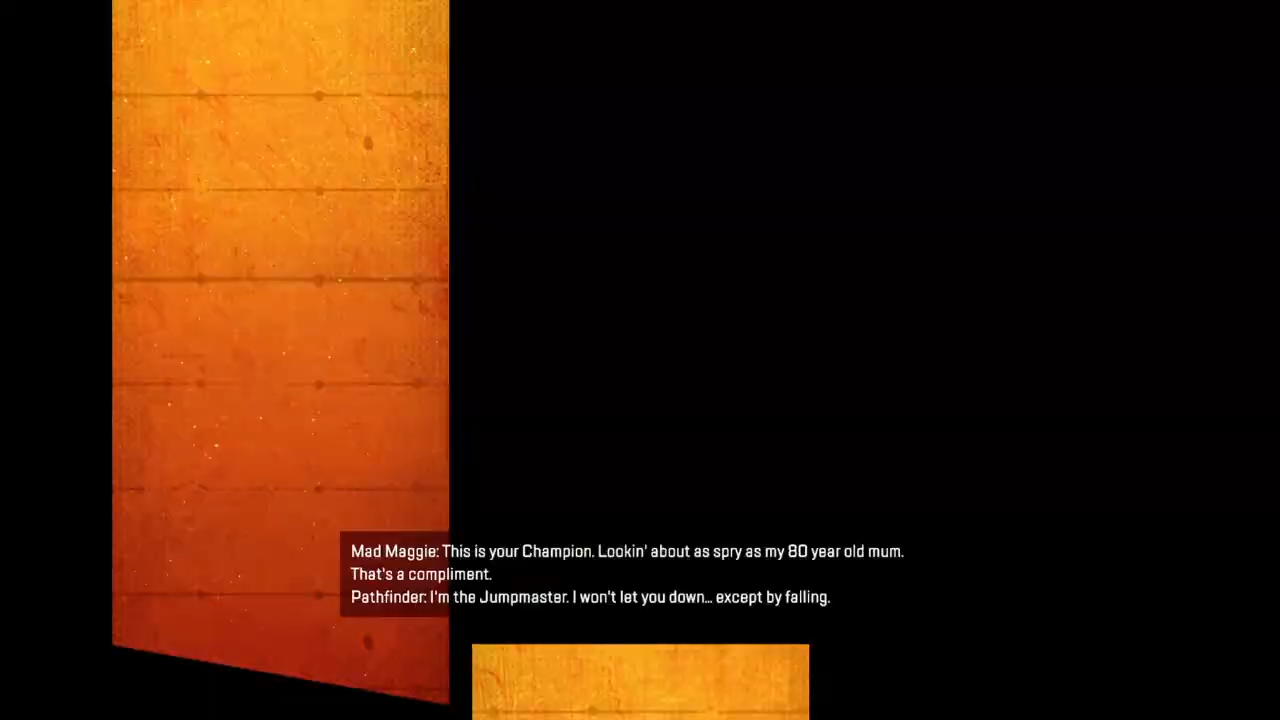 Mad Maggie: This is your Champion. Lookin' about as spry as my 80 year old mum.
That's a compliment.
Pathfinder: I'm the Jumpmaster. I won't let you down... except by falling.